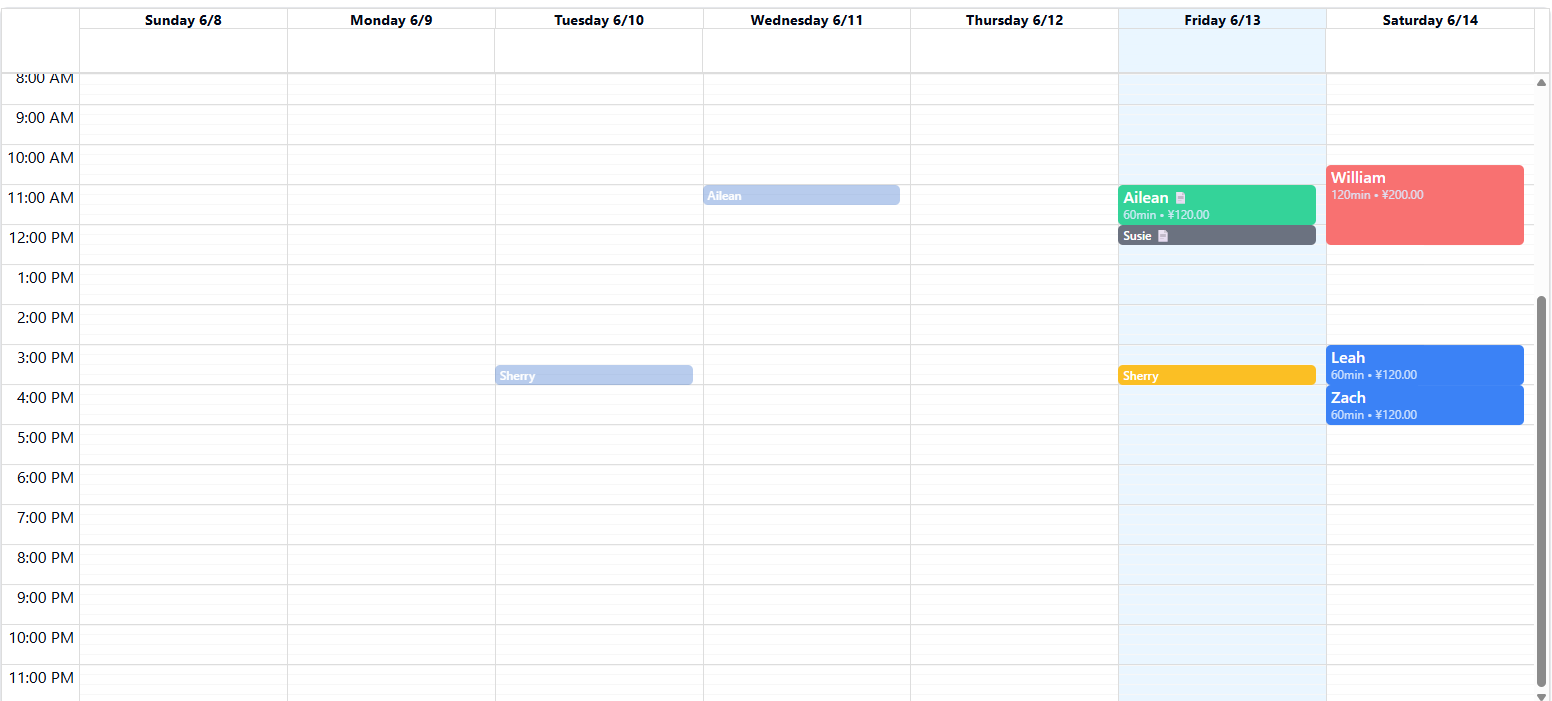 Sunday 6/8
Monday 6/9
Tuesday 6/10
Wednesday 6/11
Thursday 6/12
Friday 6/13
Saturday 6/14
8:00 AM
9:00 AM
10:00 AM
11:00 AM
12:00 PM
1:00 PM
2:00 PM
3:00 PM
4:00 PM
5:00 PM
6:00 PM
7:00 PM
8:00 PM
9:00 PM
10:00 PM
11:00 PM
Sherry
Ailean
Ailean
60min • ¥120.00
Susie
Sherry
William
120min • ¥200.00
Leah
60min • ¥120.00
Zach
60min • ¥120.00